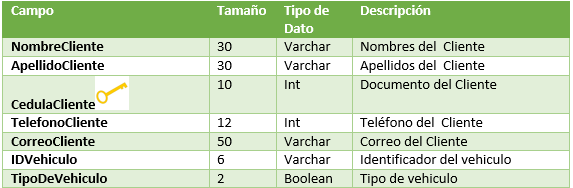 Campo Tamaño Tipo de Dato Descripción
NombreCliente 30 Varchar Nombres del Cliente
ApellidoCliente 30 Varchar Apellidos del Cliente
CedulaCliente 10 Int Documento del Cliente
TelefonoCliente 12 Int Teléfono del Cliente
CorreoCliente 50 Varchar Correo del Cliente
IDVehiculo 6 Varchar Identificador del vehiculo
TipoDeVehiculo 2 Boolean Tipo de vehiculo